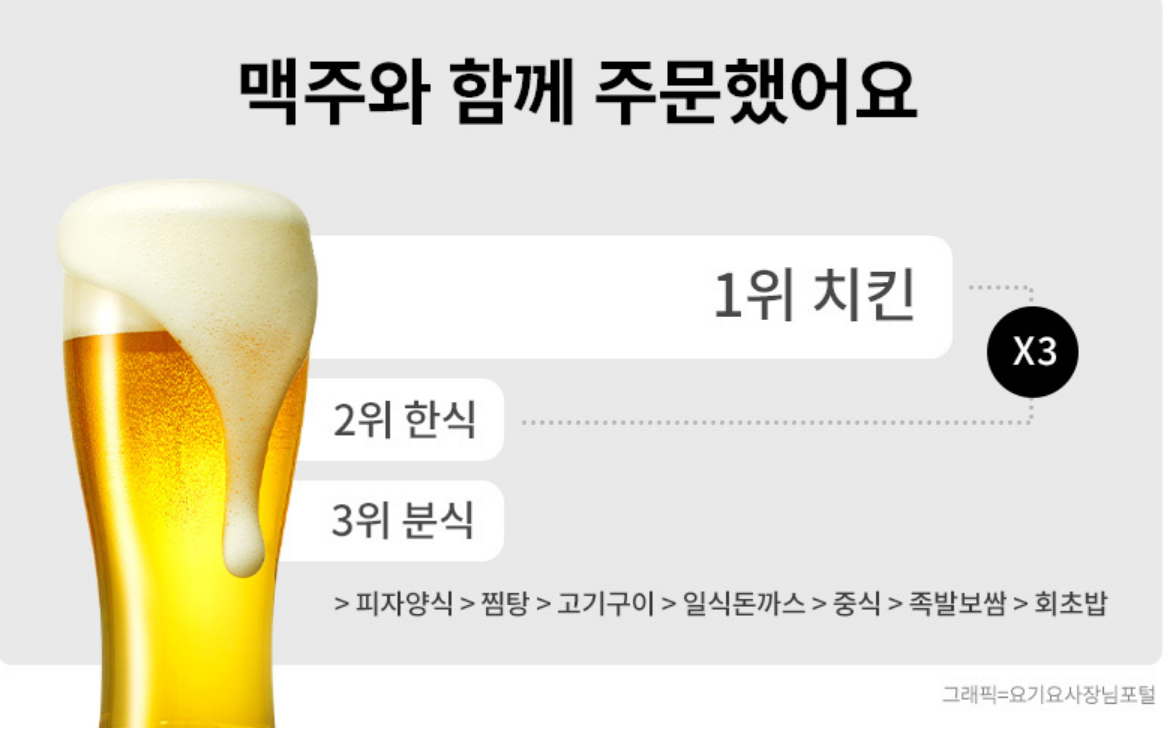 맥주와 함께 주문했어요
1위 치킨
X3
2위 한식
3위 분식
> 피자양식 > 찜탕 > 고기구이 > 일식돈까스 > 중식 > 족발보쌈 > 회초밥
그래픽=요기요사장님포털